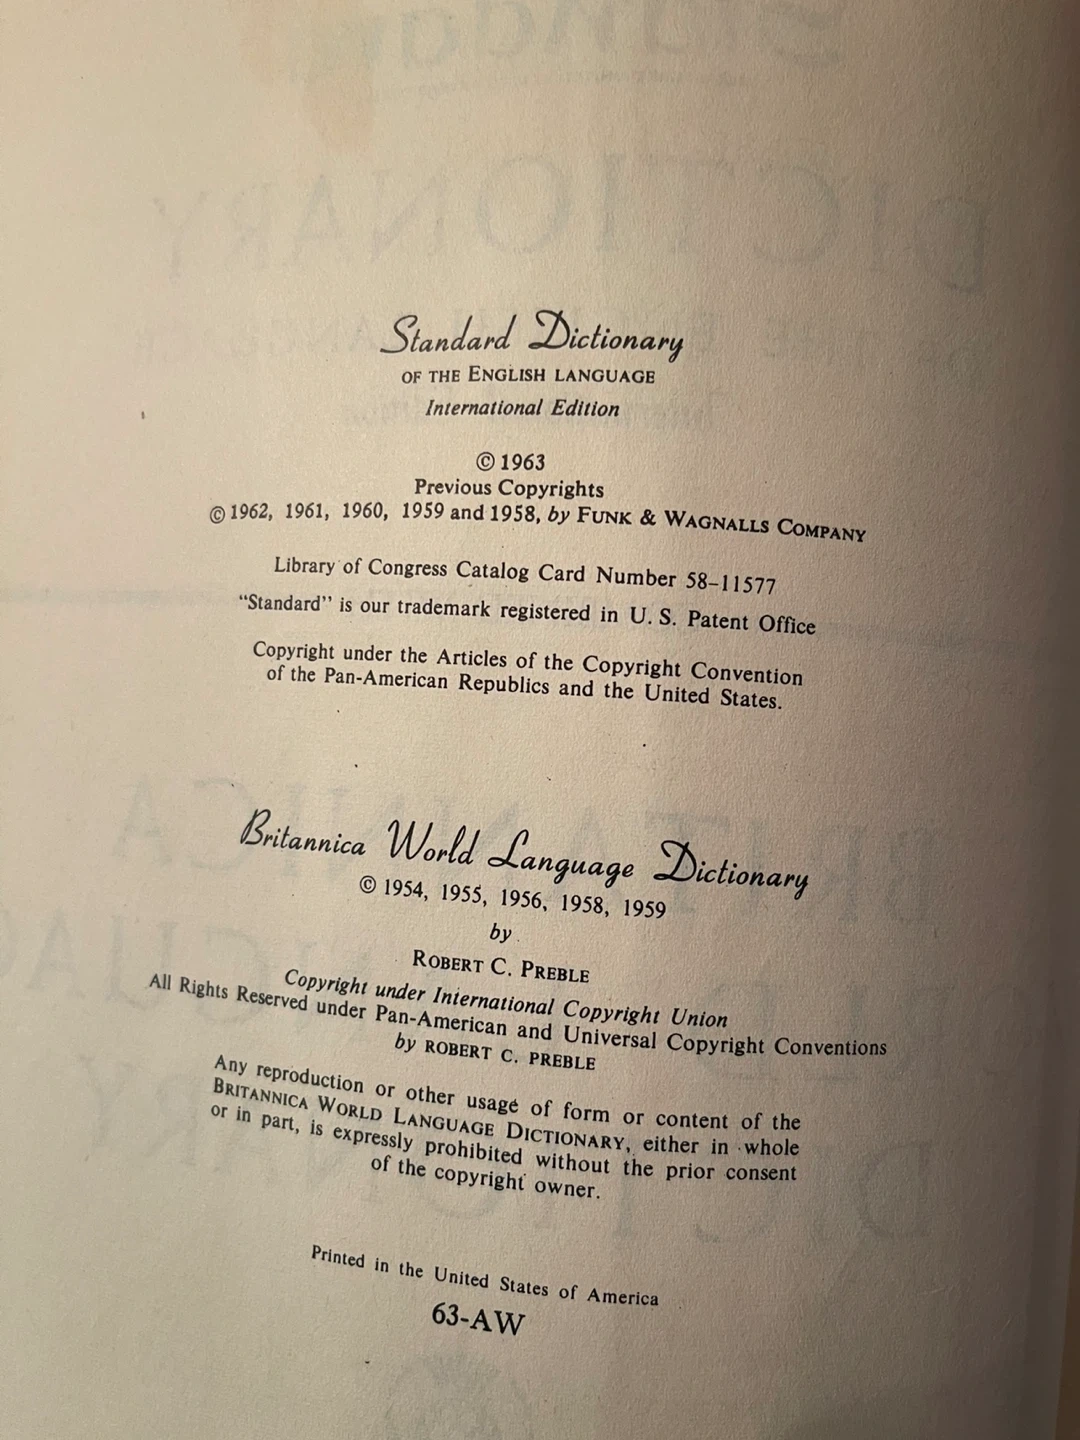 Standard Dictionary
OF THE ENGLISH LANGUAGE
International Edition
© 1963
Previous Copyrights
© 1962, 1961, 1960, 1959 and 1958, by FUNK & WAGNALLS COMPANY
Library of Congress Catalog Card Number 58–11577
“Standard” is our trademark registered in U. S. Patent Office
Copyright under the Articles of the Copyright Convention
of the Pan-American Republics and the United States.
Britannica World Language Dictionary
© 1954, 1955, 1956, 1958, 1959
by
ROBERT C. PREBLE
Copyright under International Copyright Union
All Rights Reserved under Pan-American and Universal Copyright Conventions
by ROBERT C. PREBLE
Any reproduction or other usage of form or content of the
BRITANNICA WORLD LANGUAGE DICTIONARY, either in whole
or in part, is expressly prohibited without the prior consent
of the copyright owner.
Printed in the United States of America
63-AW